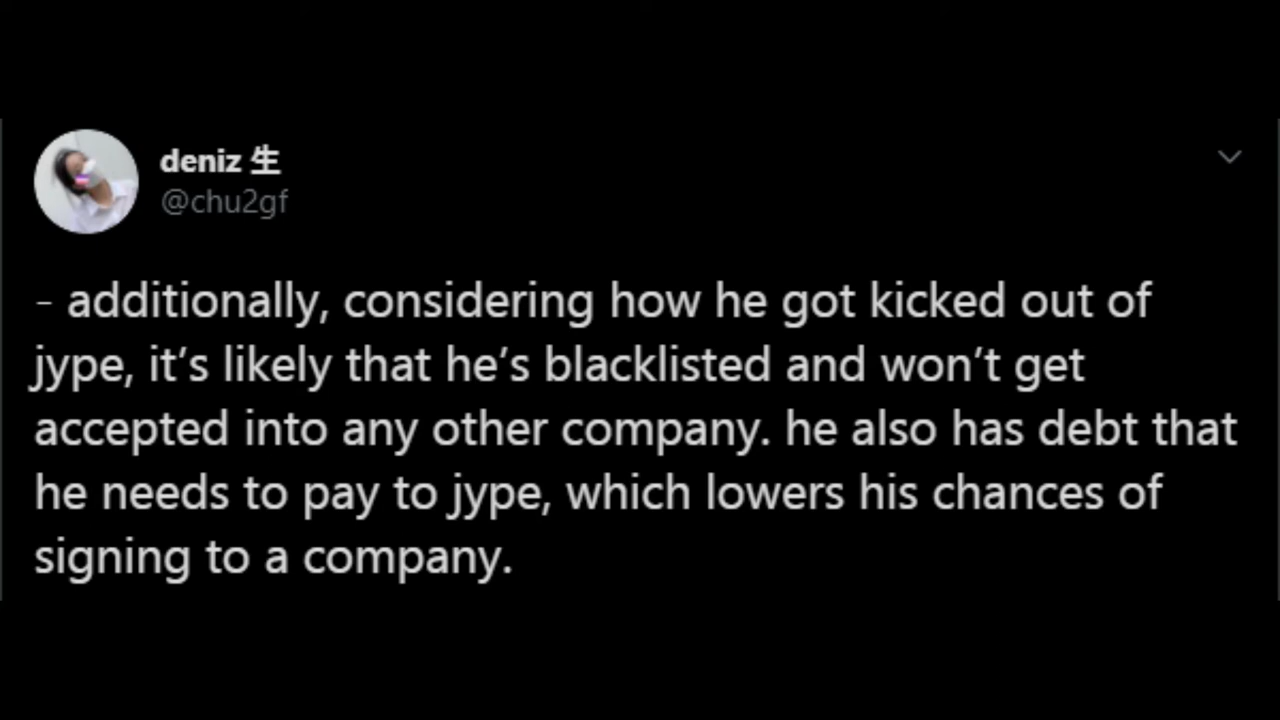 deniz 生
@chu2gf
- additionally, considering how he got kicked out of
jype, it’s likely that he’s blacklisted and won’t get
accepted into any other company. he also has debt that
he needs to pay to jype, which lowers his chances of
signing to a company.